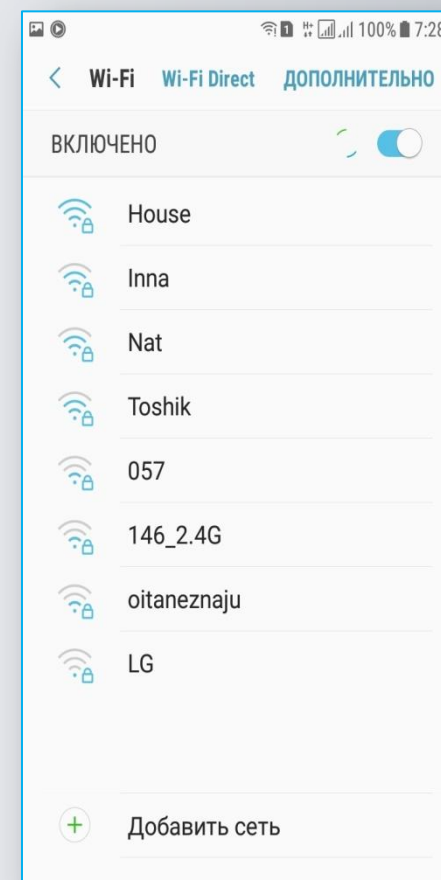 1 H+ 100% 7:28
Wi-Fi Wi-Fi Direct ДОПОЛНИТЕЛЬНО
ВКЛЮЧЕНО
House
Inna
Nat
Toshik
057
146_2.4G
oitaneznaju
LG
Добавить сеть